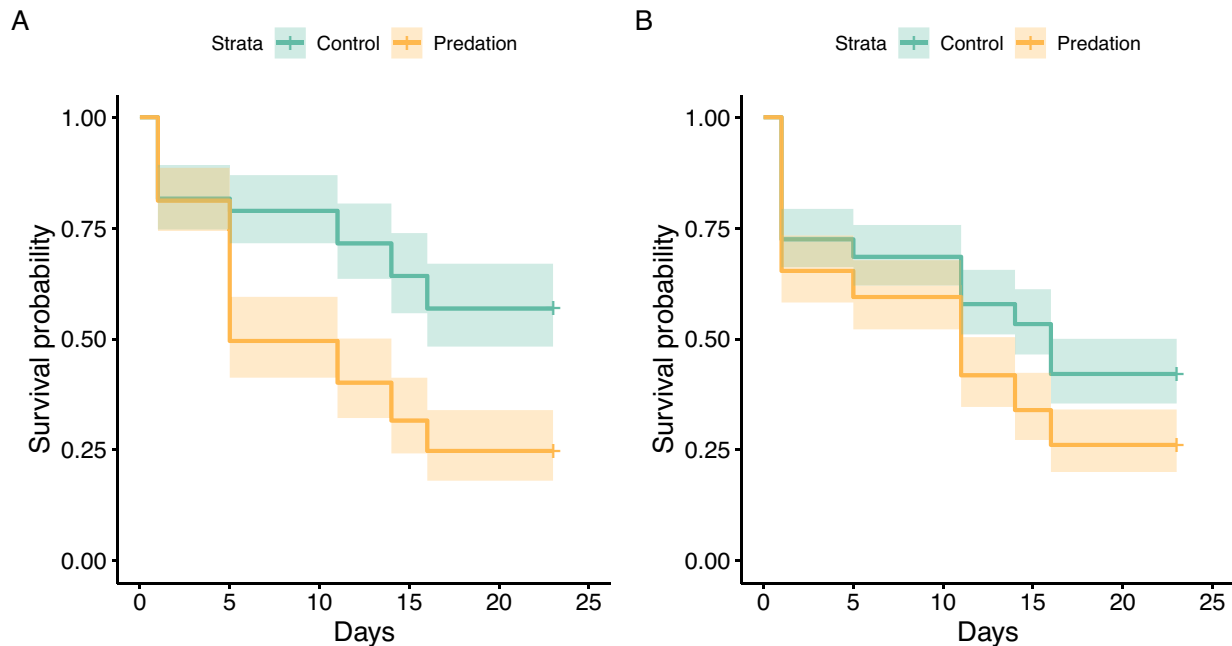 A
Strata Control Predation
1.00
0.75
0.50
0.25
0.00
Survival probability
0 5 10 15 20 25
Days
B
Strata Control Predation
1.00
0.75
0.50
0.25
0.00
Survival probability
0 5 10 15 20 25
Days